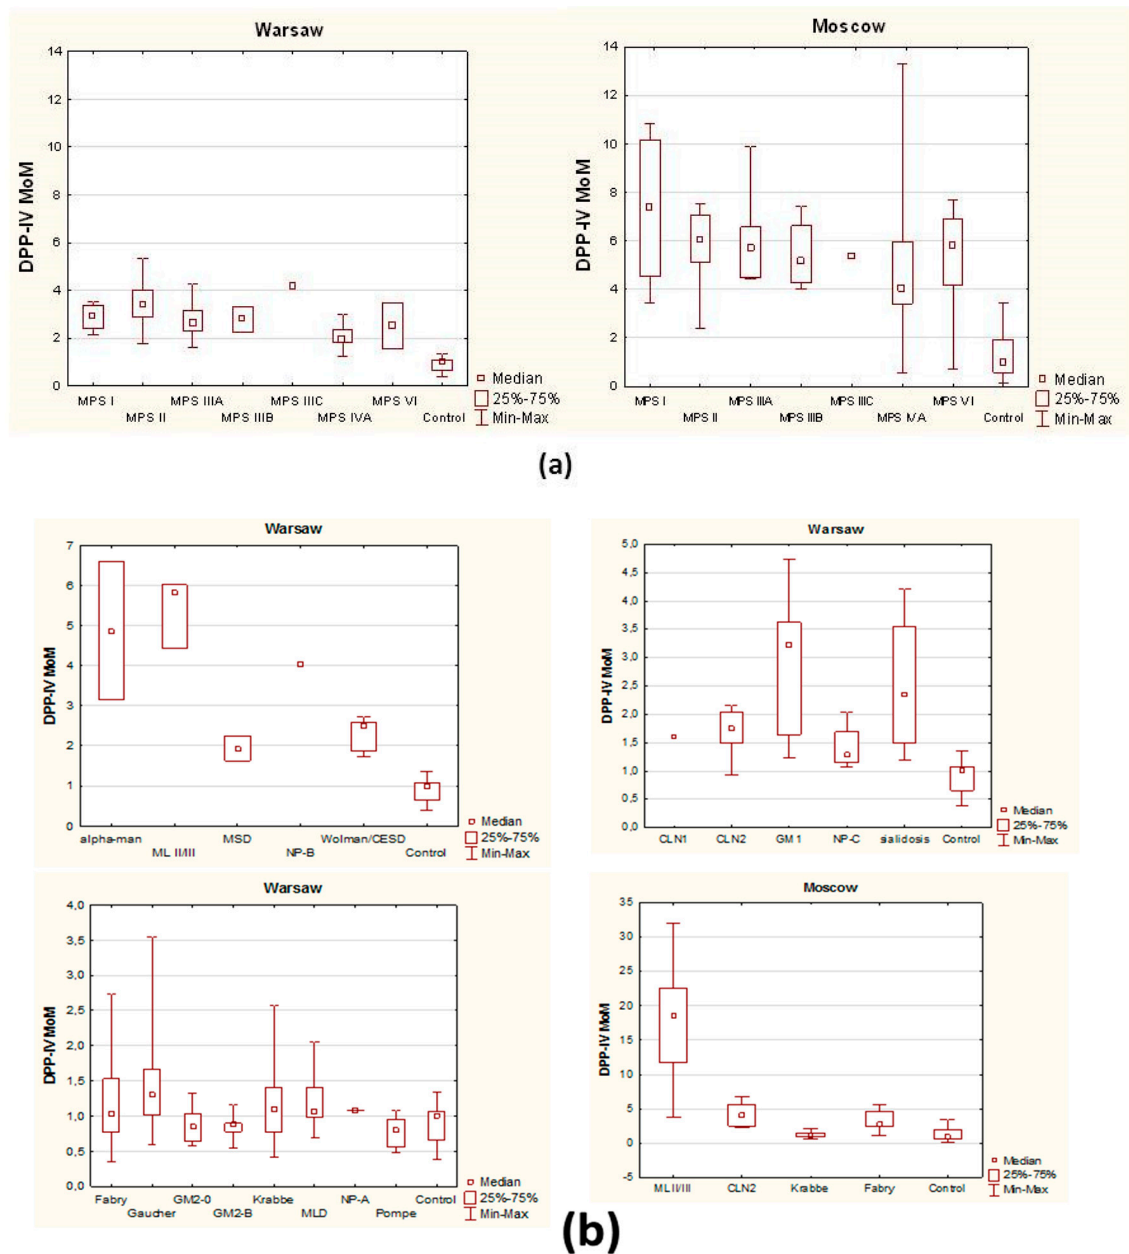 Warsaw
DPP-IV MoM
14
12
10
8
6
4
2
0
MPS I
MPS II
MPS IIIA
MPS IIIB
MPS IIIC
MPS IVA
MPS VI
Control
Median
25%-75%
Min-Max
Moscow
DPP-IV MoM
14
12
10
8
6
4
2
0
MPS I
MPS II
MPS IIIA
MPS IIIB
MPS IIIC
MPS IVA
MPS VI
Control
Median
25%-75%
Min-Max
(a)
Warsaw
DPP-IV MoM
7
6
5
4
3
2
1
0
alpha-man
ML II/III
MSD
NP-B
Wolman/CESD
Control
Median
25%-75%
Min-Max
Warsaw
DPP-IV MoM
5,0
4,5
4,0
3,5
3,0
2,5
2,0
1,5
1,0
0,5
0,0
CLN1
CLN2
GM1
NP-C
sialidosis
Control
Median
25%-75%
Min-Max
Warsaw
DPP-IV MoM
4,0
3,5
3,0
2,5
2,0
1,5
1,0
0,5
0,0
Fabry
Gaucher
GM2-0
GM2-B
Krabbe
MLD
NP-A
Pompe
Control
Median
25%-75%
Min-Max
Moscow
DPP-IV MoM
35
30
25
20
15
10
5
0
-5
ML II/III
CLN2
Krabbe
Fabry
Control
Median
25%-75%
Min-Max
(b)